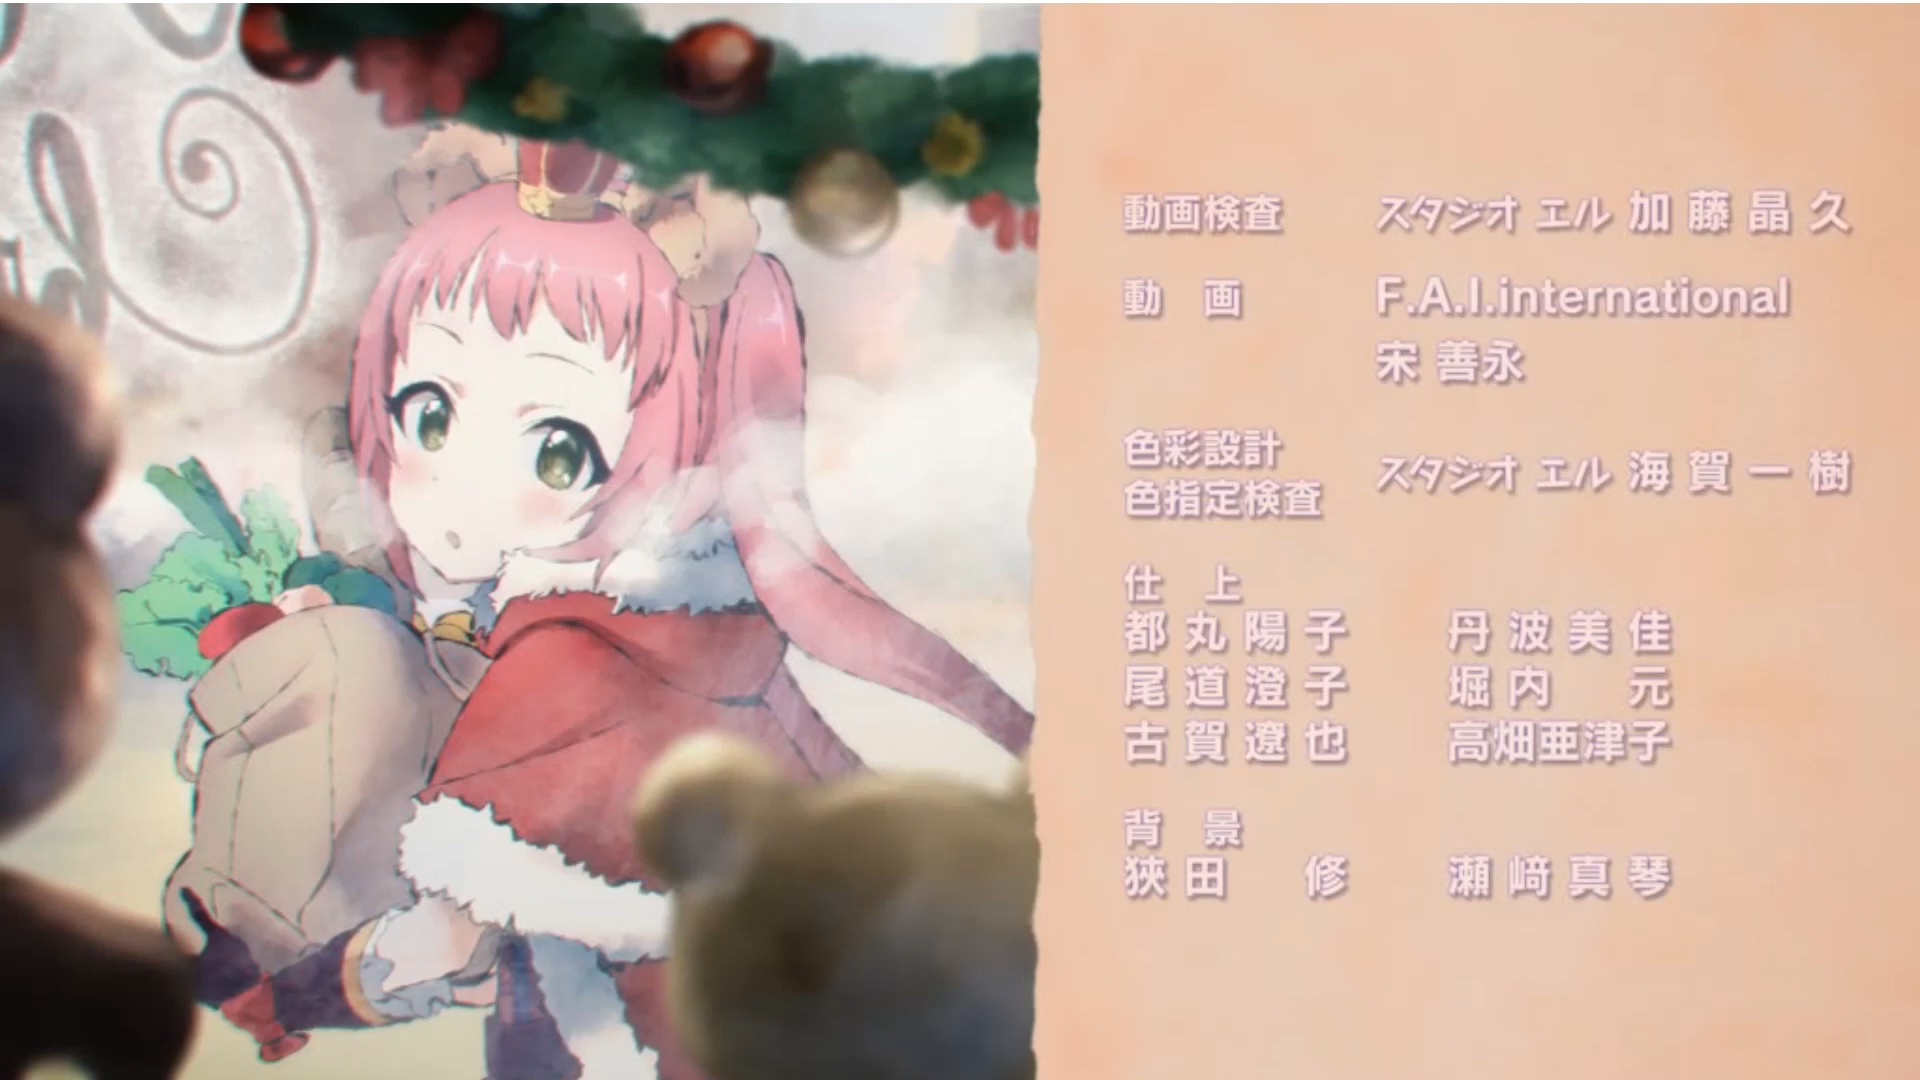 動画検査 スタジオ エル 加藤晶久
動 画 F.A.I.international
宋 善永
色彩設計
色指定検査 スタジオ エル 海賀一樹
仕 上
都丸陽子 丹波美佳
尾道澄子 堀内 元
古賀遼也 高畑亜津子
背 景
狭田 修 瀬﨑真琴